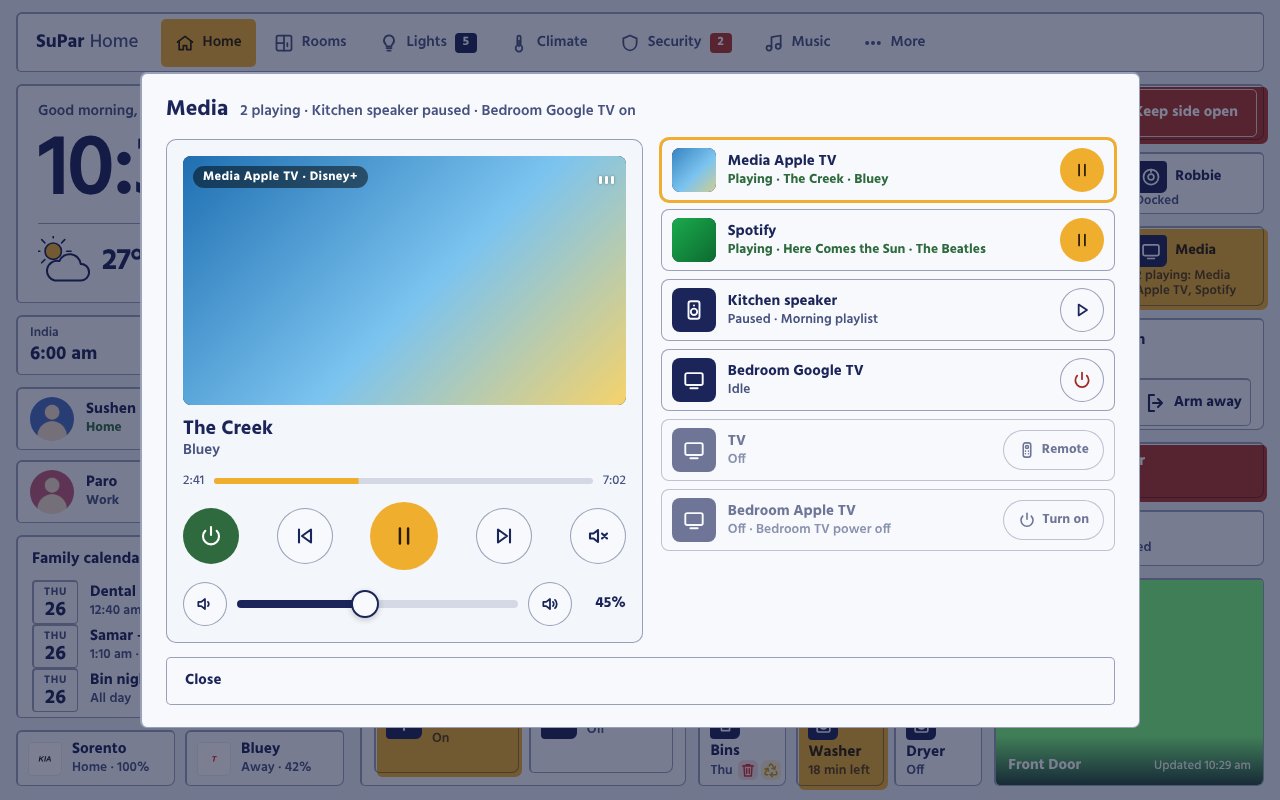 SuPar Home
Home
Rooms
Lights 5
Climate
Security 2
Music
More
Good morning,
10:
27°
India
6:00 am
Sushen
Home
Paro
Work
Family calenda
THU 26
Dental
12:40 am
THU 26
Samar
1:10 am
THU 26
Bin nig
All day
KIA
Sorento
Home · 100%
T
Bluey
Away · 42%
Media
2 playing · Kitchen speaker paused · Bedroom Google TV on
Media Apple TV · Disney+
The Creek
Bluey
2:41
7:02
45%
Media Apple TV
Playing · The Creek · Bluey
Spotify
Playing · Here Comes the Sun · The Beatles
Kitchen speaker
Paused · Morning playlist
Bedroom Google TV
Idle
TV
Off
Remote
Bedroom Apple TV
Off · Bedroom TV power off
Turn on
Close
Keep side open
Robbie
Docked
Media
2 playing: Media
Apple TV, Spotify
Arm away
On
Off
Bins
Thu
Washer
18 min left
Dryer
Off
Front Door
Updated 10:29 am